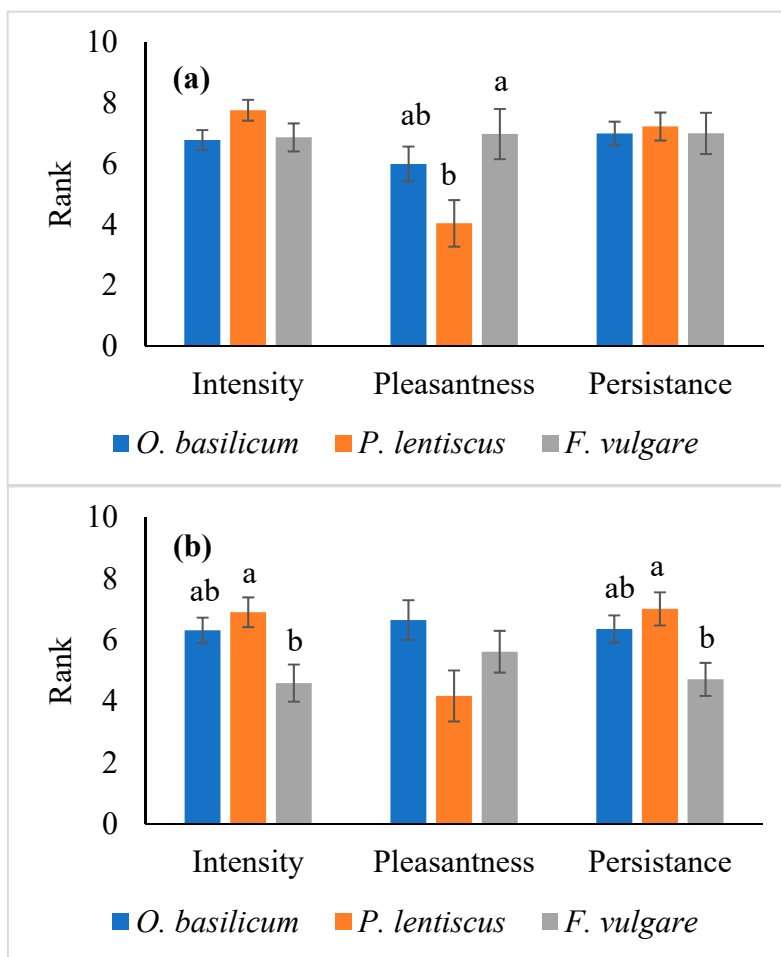 10
(a)
8
6
4
2
0
Rank
ab
b
a
Intensity Pleasantness Persistance
O. basilicum P. lentiscus F. vulgare
10
(b)
8
6
4
2
0
Rank
ab a b
ab a b
Intensity Pleasantness Persistance
O. basilicum P. lentiscus F. vulgare